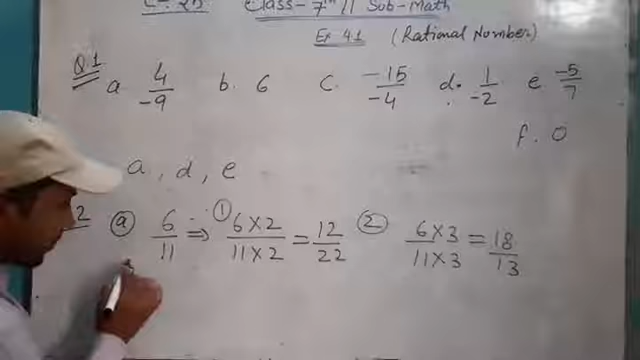 Class-7th Sub-Math
Ex 4.1 (Rational Number)
Q.1 a. 4/-9 b. 6 c. -15/-4 d. 1/-2 e. -5/7
f. 0
a, d, e
2 (a) 6/11 ⇒ (1) 6×2/11×2 = 12/22 (2) 6×3/11×3 = 18/13